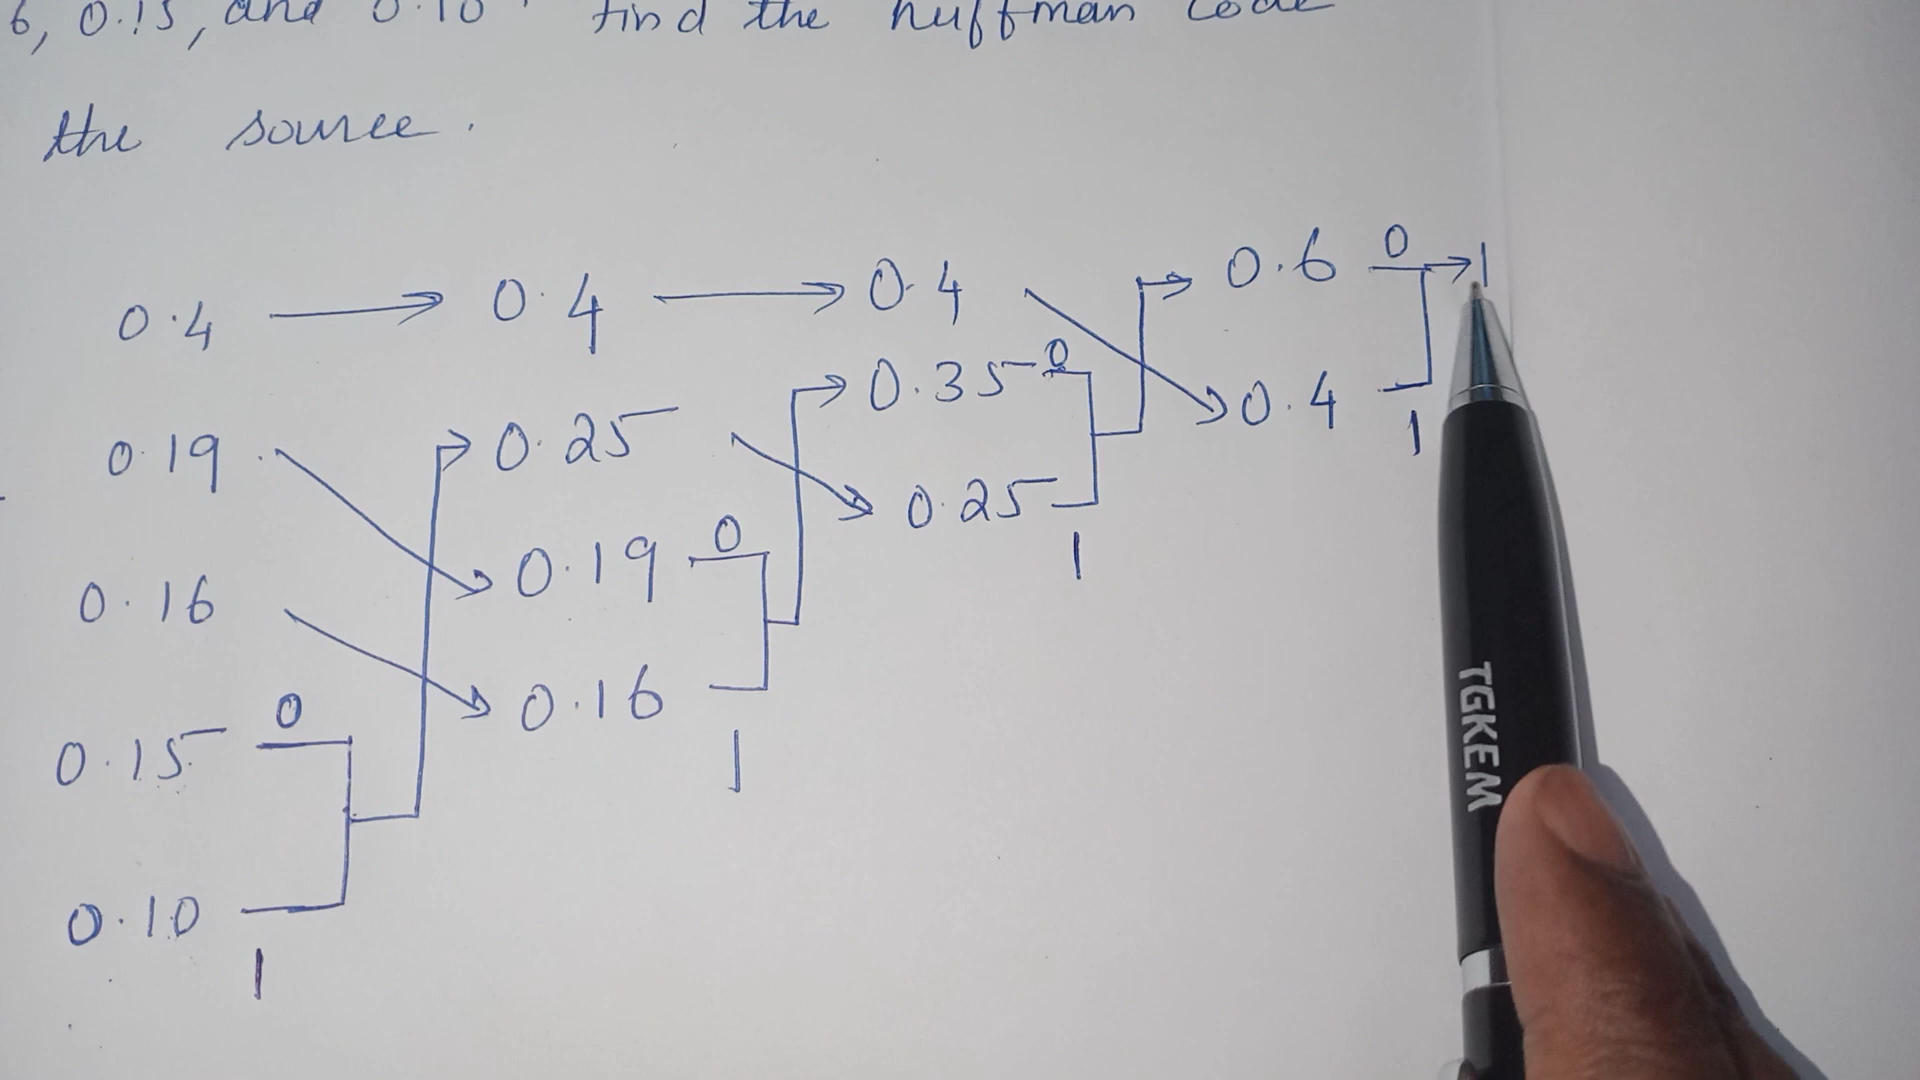 6, 0.15, and 0.10. find the huffman code
the source.
0.4 0.4 0.4 0.6 0 1
0.19 0.25 0.35 0 0.4 1
0.16 0.19 0 0.25 1
0.15 0 0.16 1
0.10 1
TGKEM